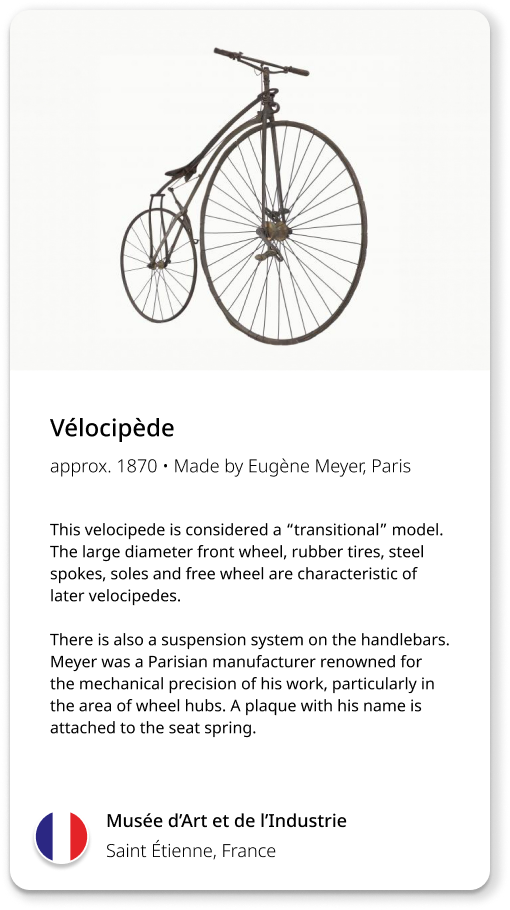 Vélocipède
approx. 1870 • Made by Eugène Meyer, Paris
This velocipede is considered a “transitional” model.
The large diameter front wheel, rubber tires, steel
spokes, soles and free wheel are characteristic of
later velocipedes.
There is also a suspension system on the handlebars.
Meyer was a Parisian manufacturer renowned for
the mechanical precision of his work, particularly in
the area of wheel hubs. A plaque with his name is
attached to the seat spring.
Musée d’Art et de l’Industrie
Saint Étienne, France